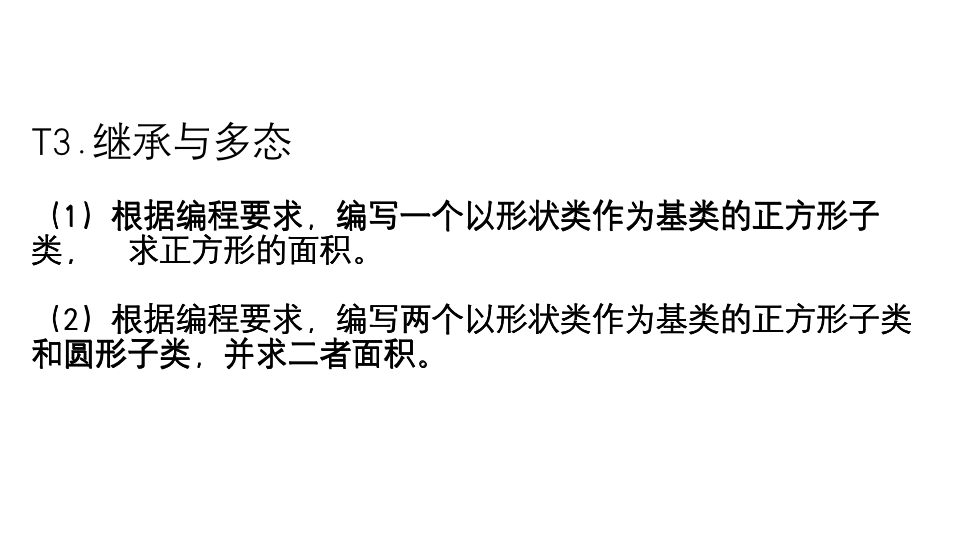 T3.继承与多态
（1）根据编程要求，编写一个以形状类作为基类的正方形子
类， 求正方形的面积。
（2）根据编程要求，编写两个以形状类作为基类的正方形子类
和圆形子类，并求二者面积。